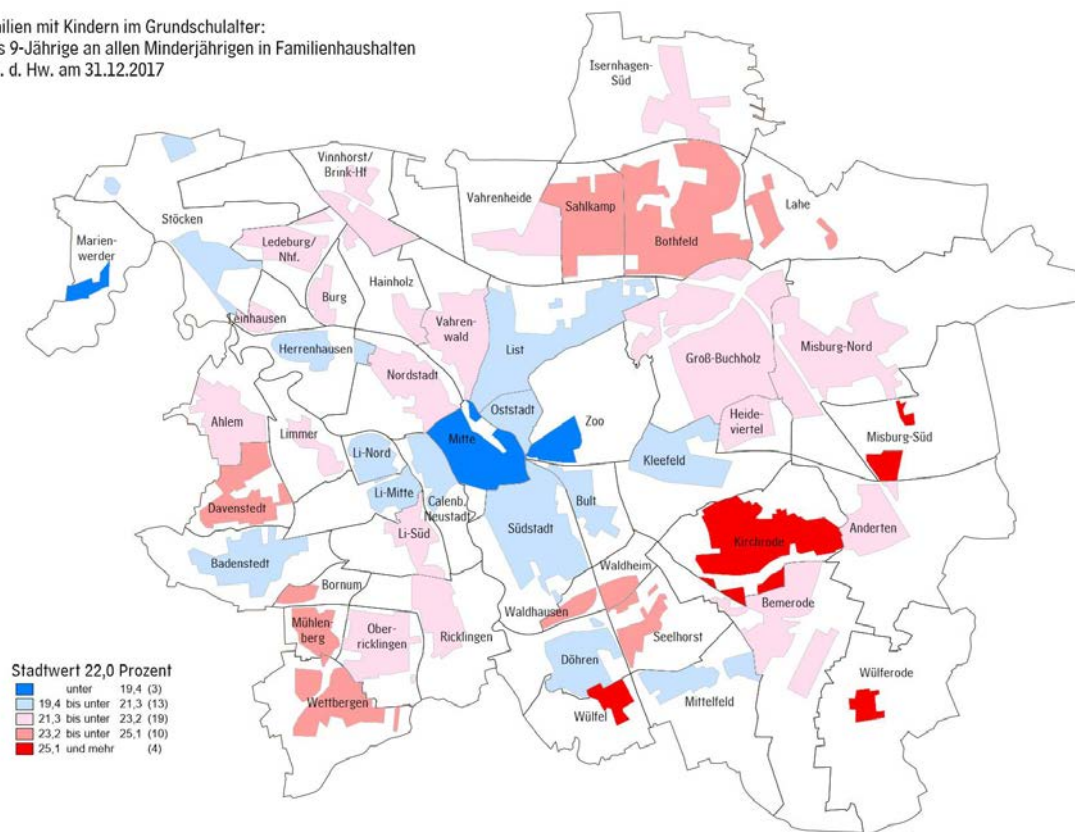 ilien mit Kindern im Grundschulalter:
s 9-Jährige an allen Minderjährigen in Familienhaushalten
. d. Hw. am 31.12.2017
Isernhagen-
Süd
Vinnhorst/
Brink-Hf
Vahrenheide
Sahlkamp
Bothfeld
Lahe
Stöcken
Marien-
werder
Ledeburg/
Nhf.
Hainholz
Burg
Leinhausen
Vahren-
wald
Herrenhausen
List
Nordstadt
Groß-Buchholz
Misburg-Nord
Oststadt
Zoo
Heide-
viertel
Ahlem
Limmer
Mitte
Misburg-Süd
Li-Nord
Kleefeld
Li-Mitte
Calenb.
Neustadt
Davenstedt
Südstadt
Bult
Li-Süd
Kirchrode
Anderten
Badenstedt
Waldheim
Bornum
Waldhausen
Bemerode
Mühlen-
berg
Ober-
ricklingen
Ricklingen
Seelhorst
Döhren
Wülferode
Wettbergen
Mittelfeld
Wülfel
Stadtwert 22,0 Prozent
unter 19,4 (3)
19,4 bis unter 21,3 (13)
21,3 bis unter 23,2 (19)
23,2 bis unter 25,1 (10)
25,1 und mehr (4)